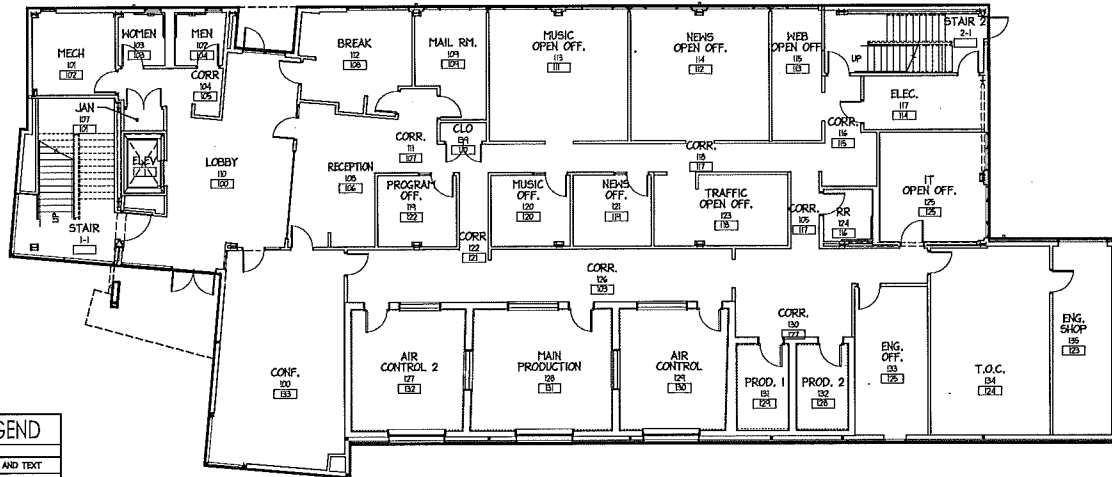 MECH
101
102
WOMEN
103
103
MEN
102
104
CORR
104
105
JAN
107
101
ELEV
LOBBY
110
100
UP
STAIR
1-1
BREAK
112
108
MAIL RM.
109
109
RECEPTION
108
106
CORR.
111
107
CLO
PROGRAM
OFF.
119
122
MUSIC
OPEN OFF.
113
111
NEWS
OPEN OFF.
114
112
WEB
OPEN OFF.
115
113
STAIR 2
2-1
UP
ELEC.
117
114
CORR.
116
115
CORR.
118
117
MUSIC
OFF.
120
120
NEWS
OFF.
121
119
TRAFFIC
OPEN OFF.
123
118
CORR.
105
117
RR
124
116
IT
OPEN OFF.
125
125
CORR
122
121
CORR.
126
103
CONF.
100
133
AIR
CONTROL 2
127
132
MAIN
PRODUCTION
128
131
AIR
CONTROL
129
130
CORR.
130
127
PROD. 1
131
129
PROD. 2
132
128
ENG.
OFF.
133
125
T.O.C.
134
124
ENG.
SHOP
135
123
GEND
AND TEXT